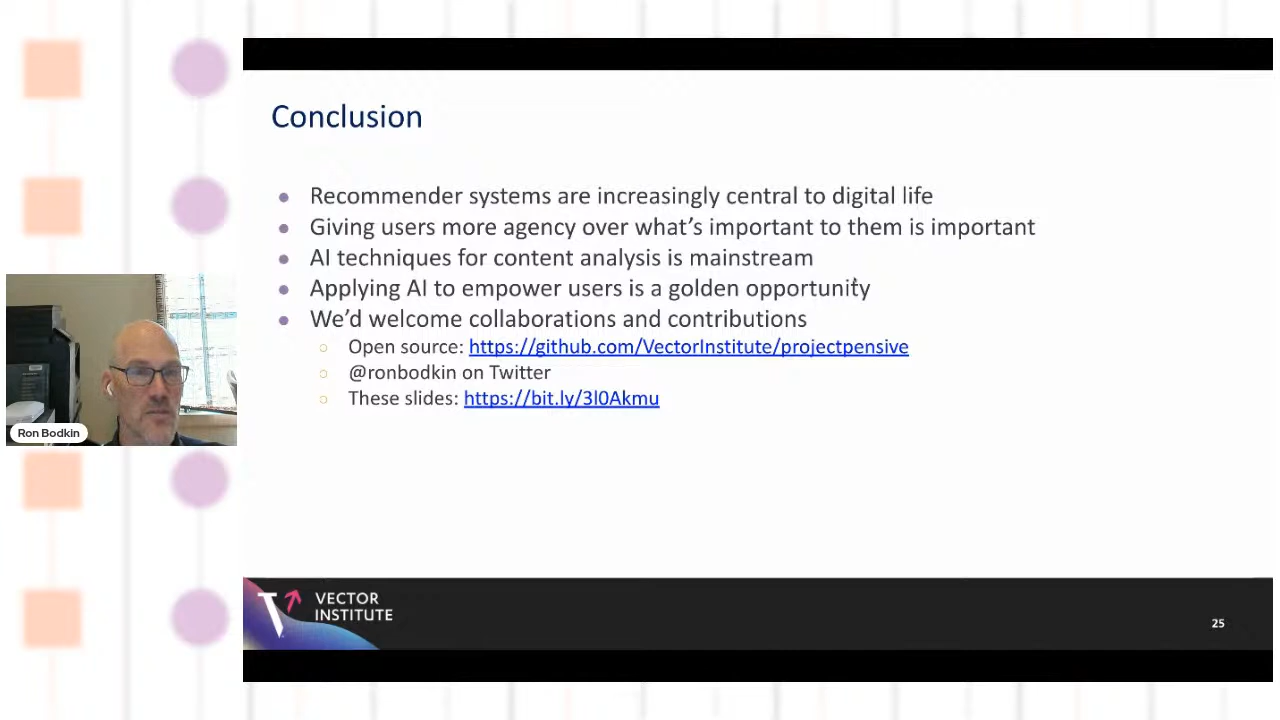 Conclusion
Recommender systems are increasingly central to digital life
Giving users more agency over what's important to them is important
AI techniques for content analysis is mainstream
Applying AI to empower users is a golden opportunity
We'd welcome collaborations and contributions
Open source: https://github.com/VectorInstitute/projectpensive
@ronbodkin on Twitter
These slides: https://bit.ly/3l0Akmu
Ron Bodkin
VECTOR
INSTITUTE
25